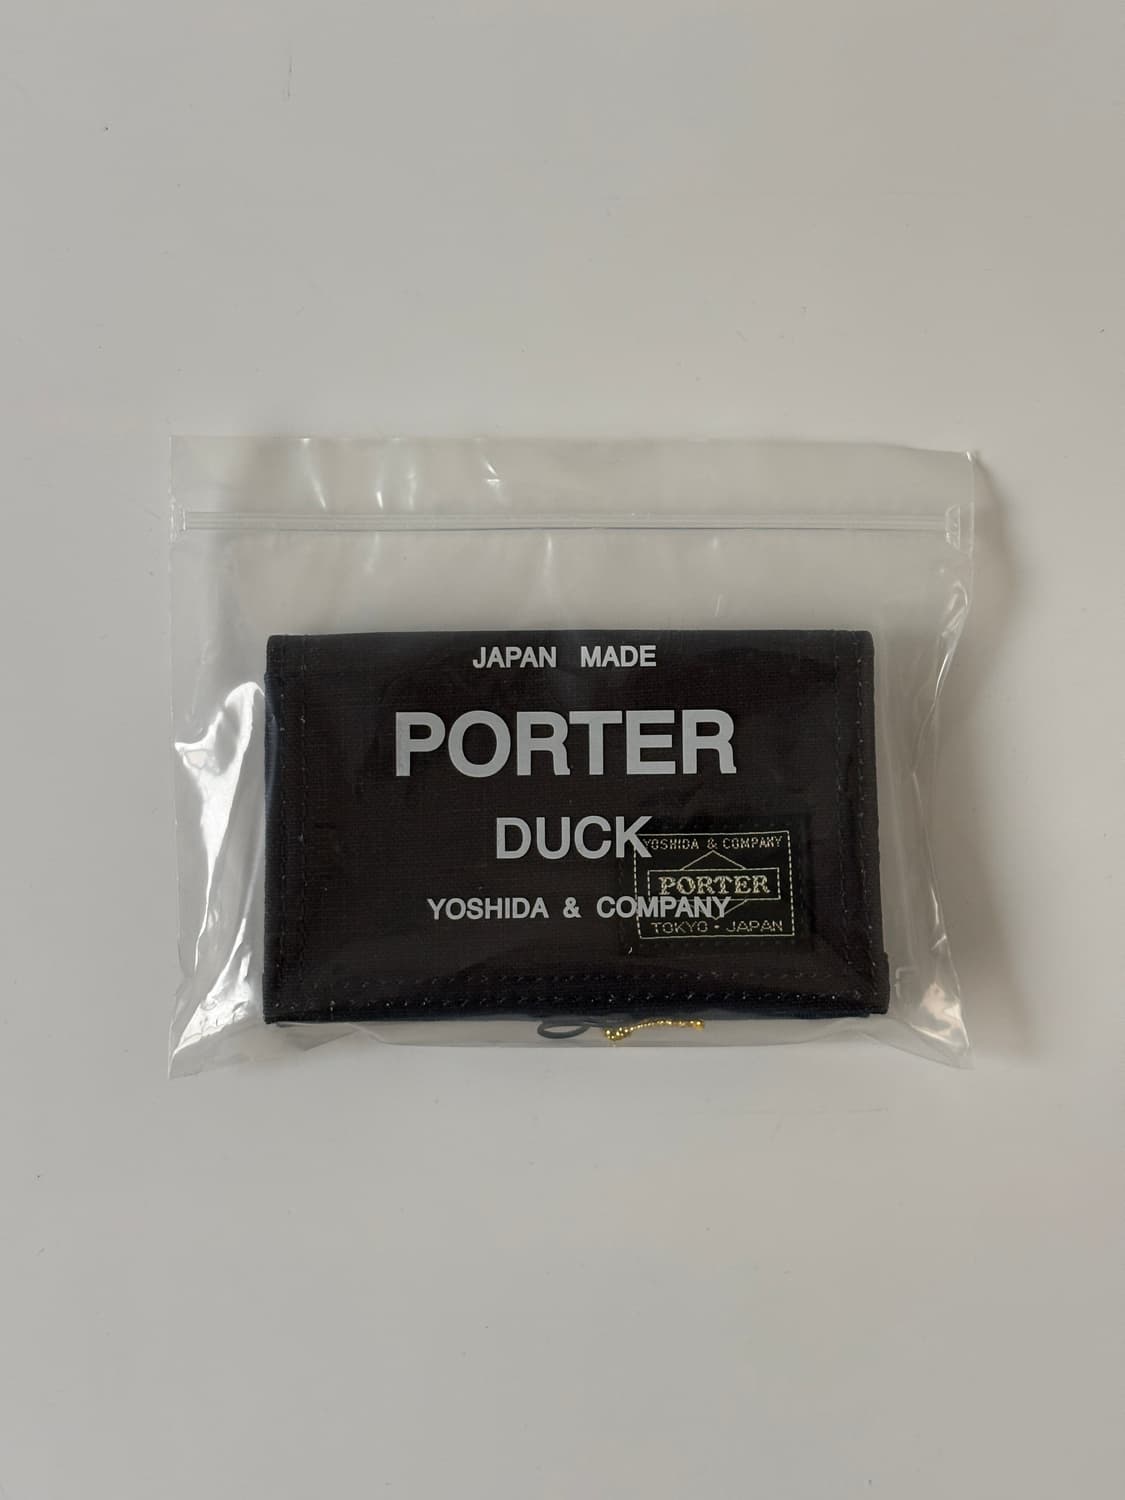 JAPAN MADE
PORTER
DUCK
YOSHIDA & COMPANY
YOSHIDA & COMPANY
PORTER
TOKYO・JAPAN